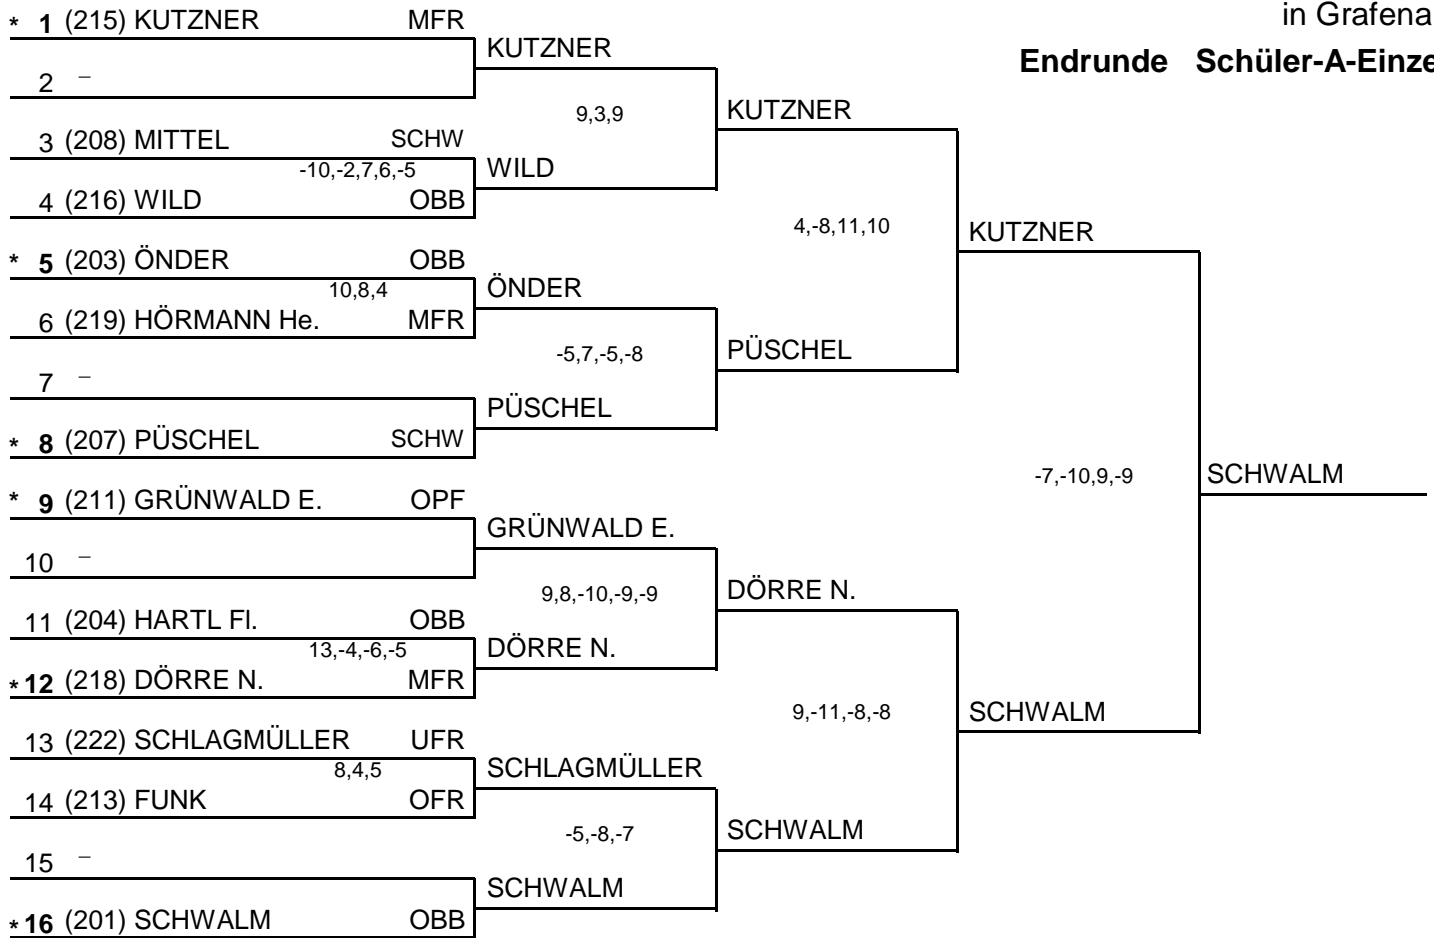 in Grafena
Endrunde Schüler-A-Einze
* 1 (215) KUTZNER MFR
KUTZNER
2 –
9,3,9
KUTZNER
3 (208) MITTEL SCHW
-10,-2,7,6,-5
WILD
4 (216) WILD OBB
4,-8,11,10
KUTZNER
* 5 (203) ÖNDER OBB
10,8,4
ÖNDER
6 (219) HÖRMANN He. MFR
-5,7,-5,-8
PÜSCHEL
7 –
PÜSCHEL
* 8 (207) PÜSCHEL SCHW
-7,-10,9,-9
SCHWALM
* 9 (211) GRÜNWALD E. OPF
GRÜNWALD E.
10 –
9,8,-10,-9,-9
DÖRRE N.
11 (204) HARTL Fl. OBB
13,-4,-6,-5
DÖRRE N.
* 12 (218) DÖRRE N. MFR
9,-11,-8,-8
SCHWALM
13 (222) SCHLAGMÜLLER UFR
8,4,5
SCHLAGMÜLLER
14 (213) FUNK OFR
-5,-8,-7
SCHWALM
15 –
SCHWALM
* 16 (201) SCHWALM OBB